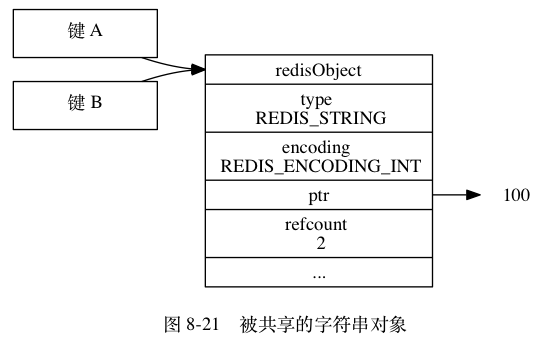 键 A
键 B
redisObject
type
REDIS_STRING
encoding
REDIS_ENCODING_INT
ptr
100
refcount
2
...
图 8-21 被共享的字符串对象